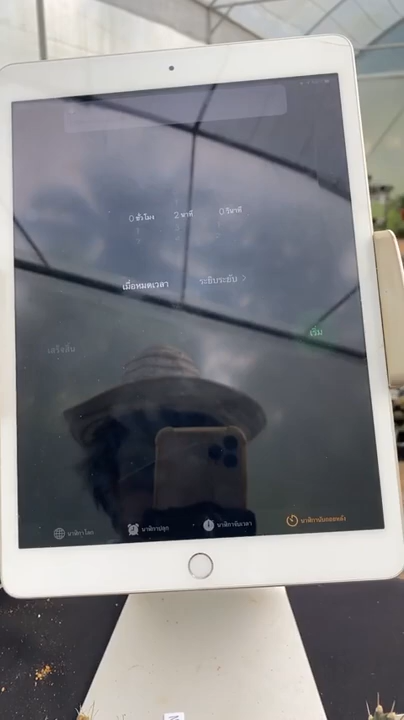 0 ชั่วโมง 2 นาที 0 วินาที
เมื่อหมดเวลา ระยิบระยับ >
เริ่ม
เสร็จสิ้น
นาฬิกาโลก นาฬิกาปลุก นาฬิกาจับเวลา นาฬิกานับถอยหลัง